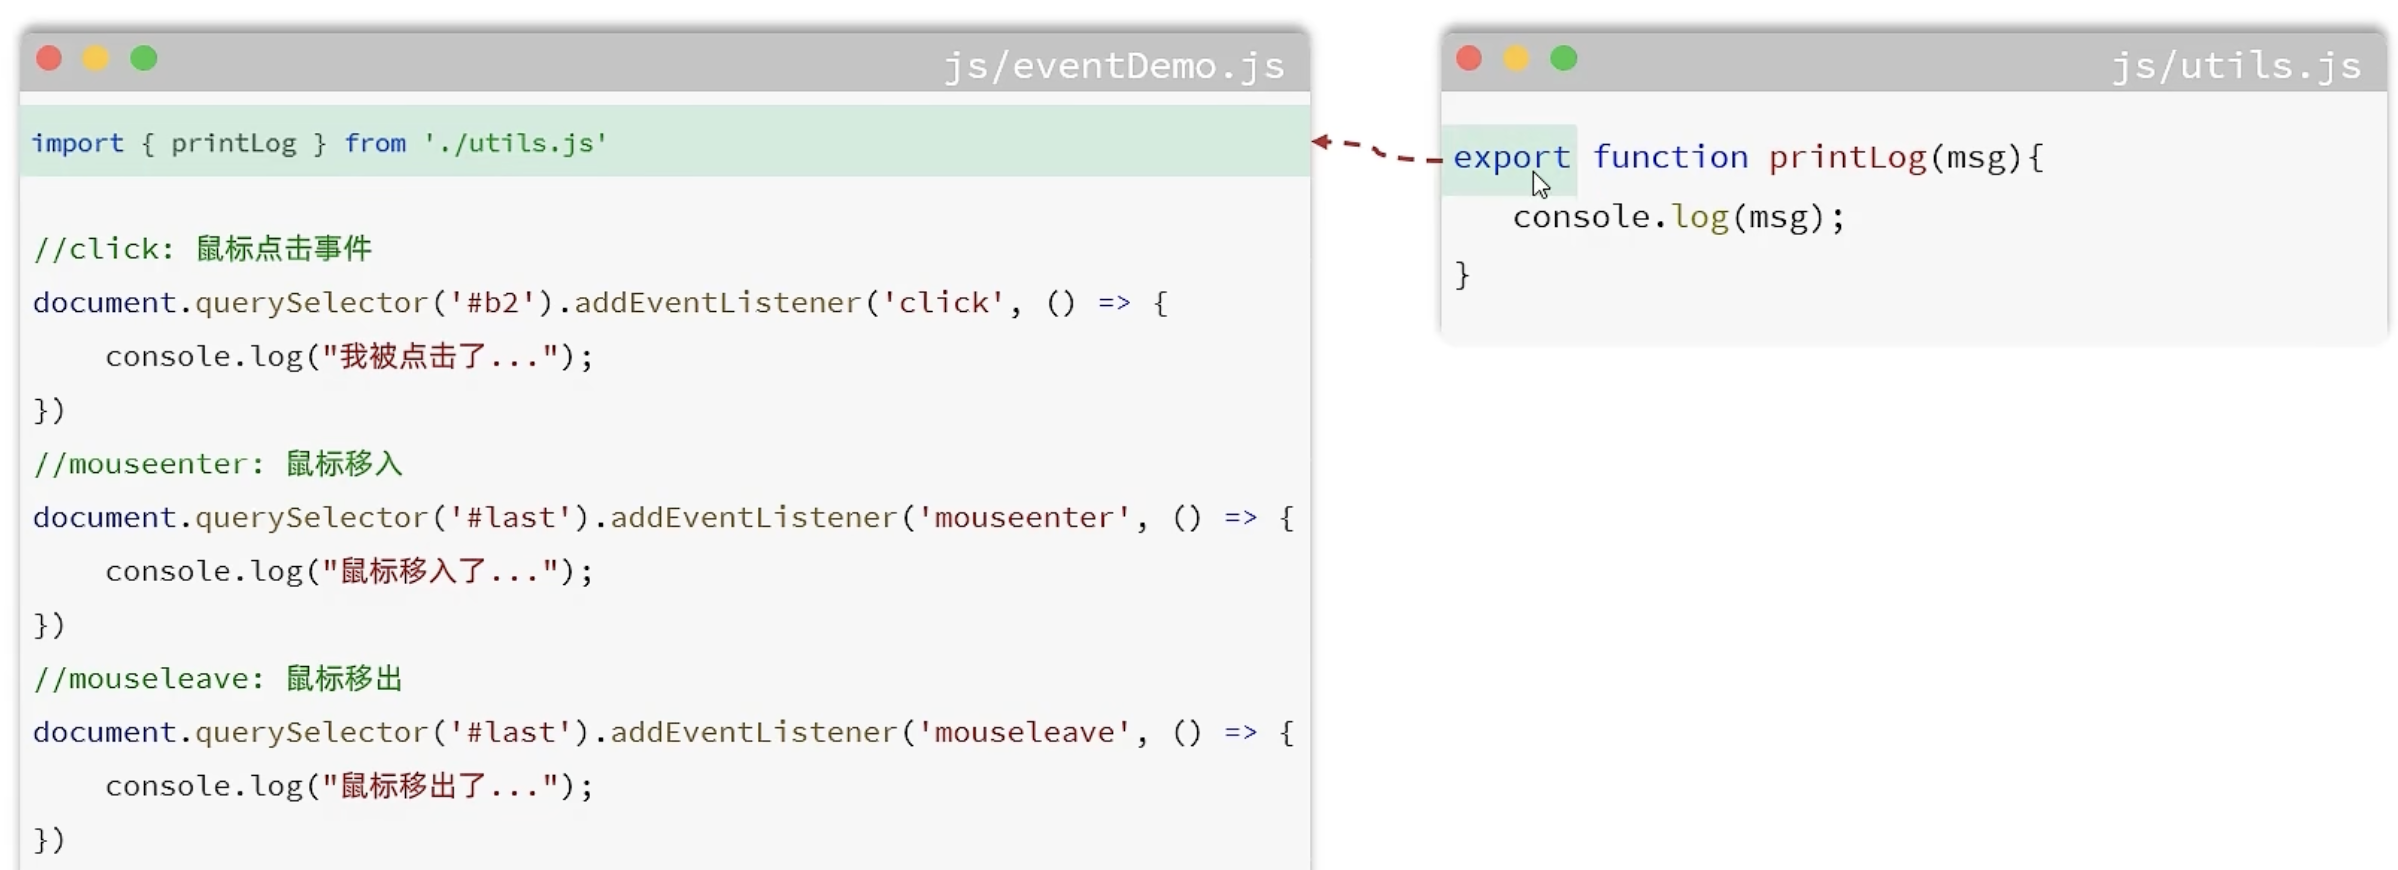 js/eventDemo.js
import { printLog } from './utils.js'
//click: 鼠标点击事件
document.querySelector('#b2').addEventListener('click', () => {
    console.log("我被点击了...");
})
//mouseenter: 鼠标移入
document.querySelector('#last').addEventListener('mouseenter', () => {
    console.log("鼠标移入了...");
})
//mouseleave: 鼠标移出
document.querySelector('#last').addEventListener('mouseleave', () => {
    console.log("鼠标移出了...");
})
js/utils.js
export function printLog(msg){
   console.log(msg);
}